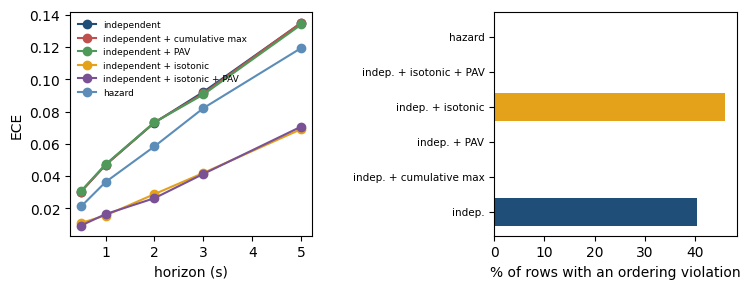 0.14
0.12
0.10
0.08
0.06
0.04
0.02
ECE
independent
independent + cumulative max
independent + PAV
independent + isotonic
independent + isotonic + PAV
hazard
1
2
3
4
5
horizon (s)
hazard
indep. + isotonic + PAV
indep. + isotonic
indep. + PAV
indep. + cumulative max
indep.
0
10
20
30
40
% of rows with an ordering violation